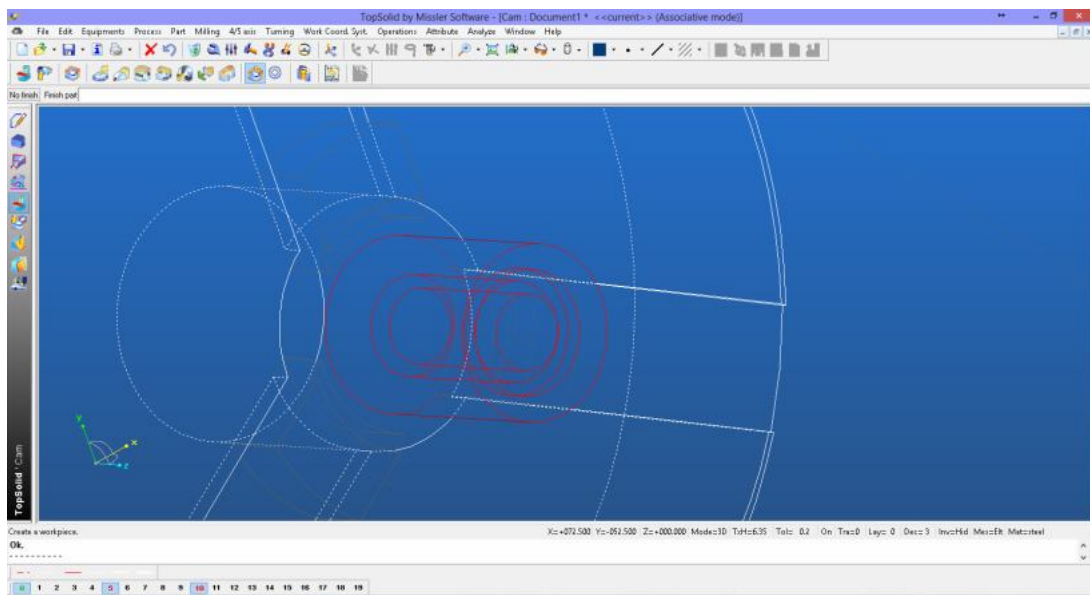 TopSolid by Missler Software - [Cam : Document1 * <<current>> (Associative mode)]
File Edit Equipments Process Part Milling 4/5 axis Turning Work Coord. Syst. Operations Attribute Analyze Window Help
No finish Finish part
y
x
z
TopSolid'Cam
Create a workpiece. X=+072.500 Y=-052.500 Z=+000.000 Mode=3D TxH=6.35 Tol= 0.2 On Tra=0 Lay= 0 Dec=3 Inv=Hid Mes=Elt Mat=steel
Ok.
----------
0 1 2 3 4 5 6 7 8 9 10 11 12 13 14 15 16 17 18 19